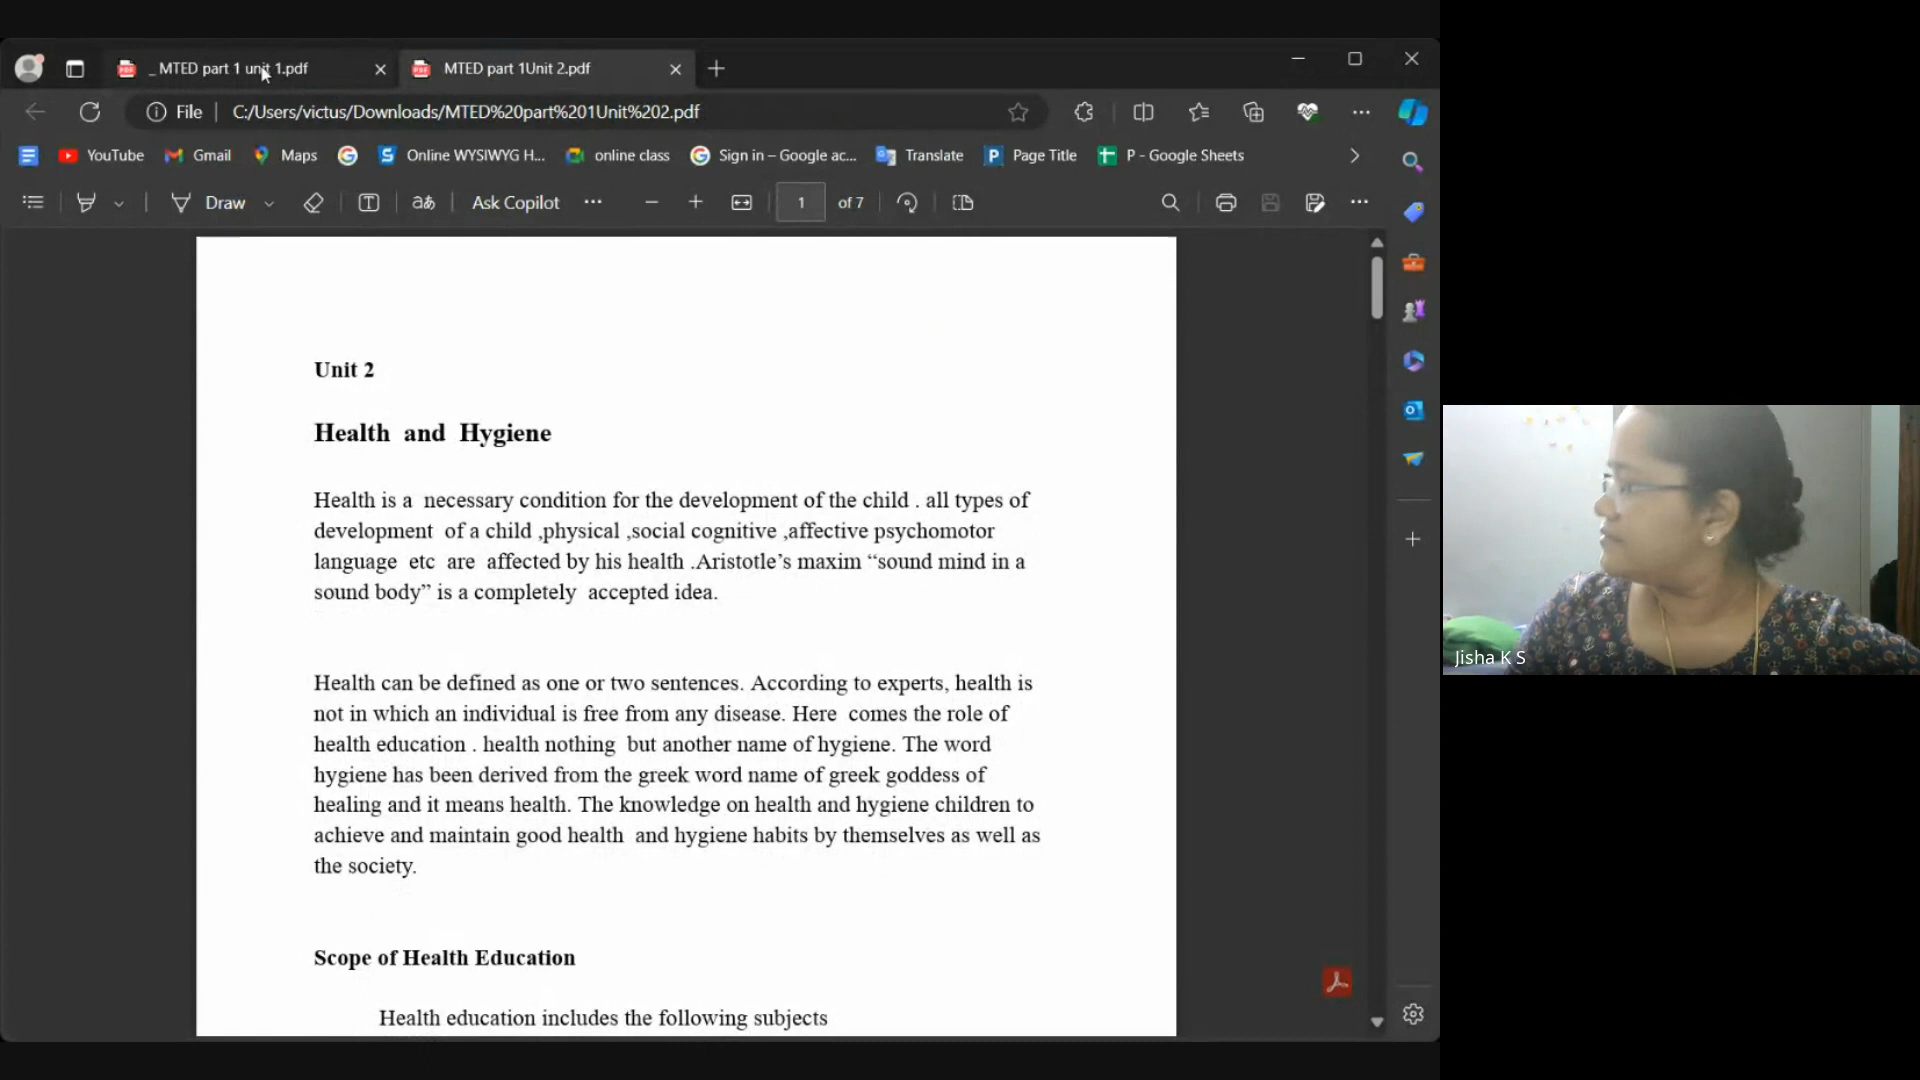 _ MTED part 1 unit 1.pdf
MTED part 1Unit 2.pdf
File
C:/Users/victus/Downloads/MTED%20part%201Unit%202.pdf
YouTube
Gmail
Maps
Online WYSIWYG H...
online class
Sign in – Google ac...
Translate
Page Title
P - Google Sheets
Draw
Ask Copilot
1
of 7
Unit 2
Health and Hygiene
Health is a necessary condition for the development of the child . all types of
development of a child ,physical ,social cognitive ,affective psychomotor
language etc are affected by his health .Aristotle’s maxim “sound mind in a
sound body” is a completely accepted idea.
Health can be defined as one or two sentences. According to experts, health is
not in which an individual is free from any disease. Here comes the role of
health education . health nothing but another name of hygiene. The word
hygiene has been derived from the greek word name of greek goddess of
healing and it means health. The knowledge on health and hygiene children to
achieve and maintain good health and hygiene habits by themselves as well as
the society.
Scope of Health Education
Health education includes the following subjects
Jisha K S